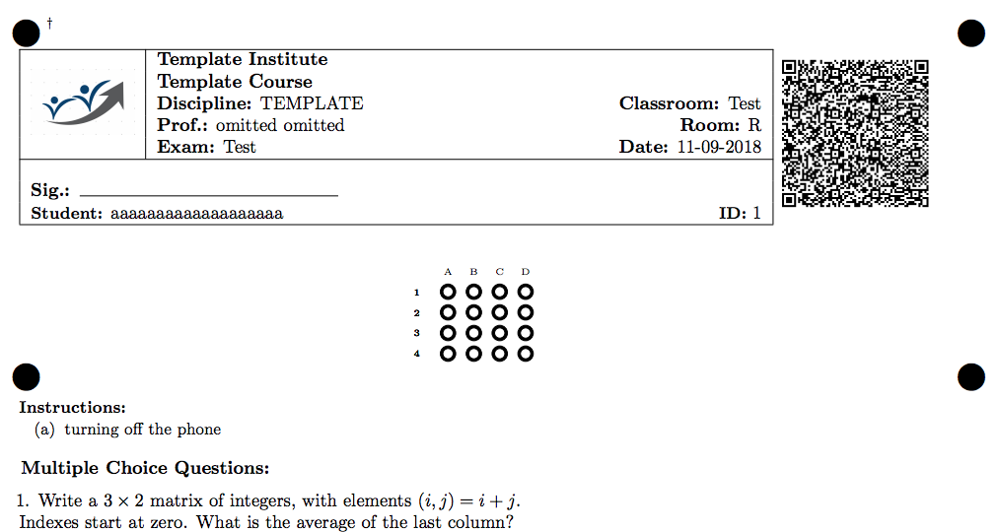 †
Template Institute
Template Course
Discipline: TEMPLATE
Classroom: Test
Prof.: omitted omitted
Room: R
Exam: Test
Date: 11-09-2018
Sig.:
Student: aaaaaaaaaaaaaaaaaaa
ID: 1
A B C D
1
2
3
4
Instructions:
(a) turning off the phone
Multiple Choice Questions:
1. Write a 3 × 2 matrix of integers, with elements (i, j) = i + j.
Indexes start at zero. What is the average of the last column?